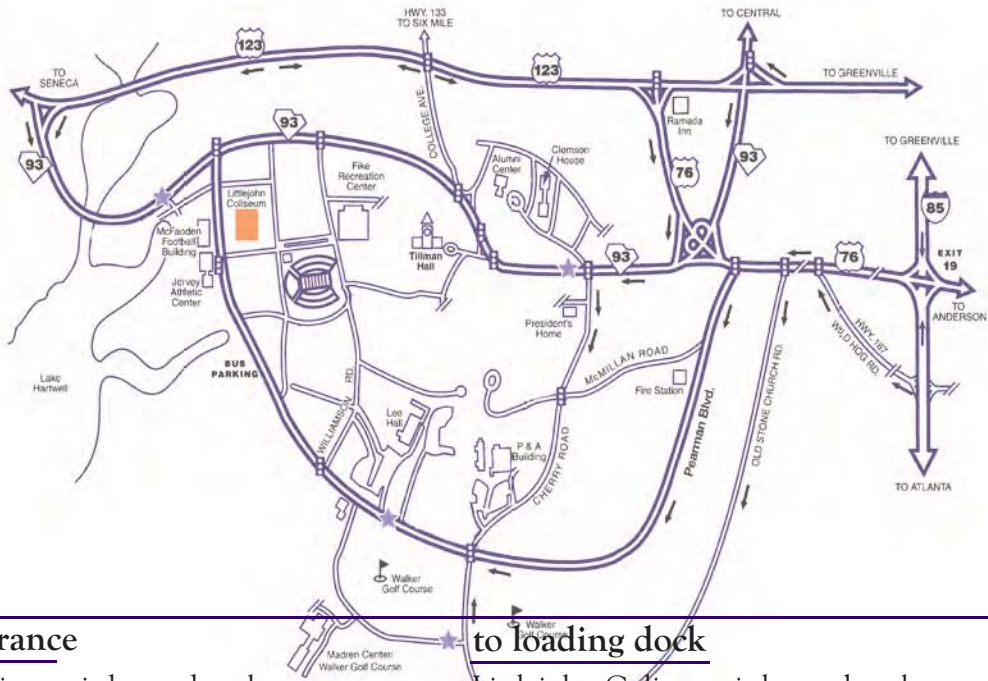 HWY. 133
TO SIX MILE
TO CENTRAL
123
123
TO
SENECA
TO GREENVILLE
93
93
COLLEGE AVE.
Ramada
Inn
TO GREENVILLE
Alumni
Center
Clemson
House
76
93
85
Fike
Recreation
Center
Littlejohn
Coliseum
McFadden
Football
Building
Tillman
Hall
93
76
EXIT
19
Jervey
Athletic
Center
TO
ANDERSON
President's
Home
HWY. 187
WILD HOG RD.
BUS
PARKING
McMILLAN ROAD
Lake
Hartwell
Fire Station
WILLIAMSON
RD.
Lee
Hall
Pearman Blvd.
OLD STONE CHURCH RD.
P & A
Building
CHERRY ROAD
TO ATLANTA
Walker
Golf Course
Walker
Golf Course
Madren Center/
Walker Golf Course
rance
to loading dock